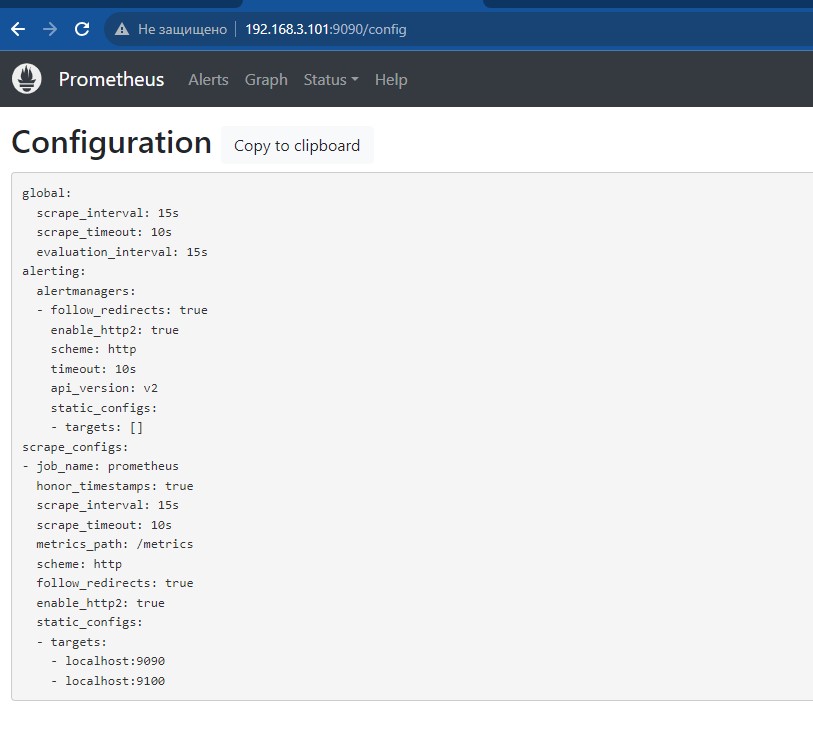 Не защищено 192.168.3.101:9090/config
Prometheus Alerts Graph Status Help
Configuration Copy to clipboard
global:
  scrape_interval: 15s
  scrape_timeout: 10s
  evaluation_interval: 15s
alerting:
  alertmanagers:
  - follow_redirects: true
    enable_http2: true
    scheme: http
    timeout: 10s
    api_version: v2
    static_configs:
    - targets: []
scrape_configs:
- job_name: prometheus
  honor_timestamps: true
  scrape_interval: 15s
  scrape_timeout: 10s
  metrics_path: /metrics
  scheme: http
  follow_redirects: true
  enable_http2: true
  static_configs:
  - targets:
    - localhost:9090
    - localhost:9100